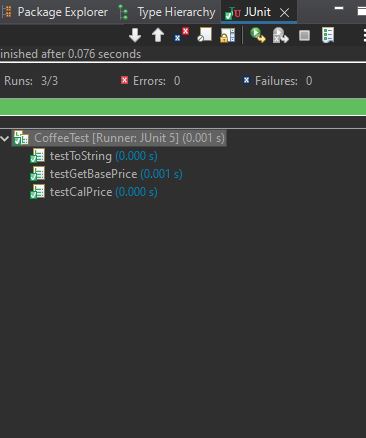 Package Explorer Type Hierarchy JUnit
inished after 0.076 seconds
Runs: 3/3 Errors: 0 Failures: 0
CoffeeTest [Runner: JUnit 5] (0.001 s)
testToString (0.000 s)
testGetBasePrice (0.001 s)
testCalPrice (0.000 s)